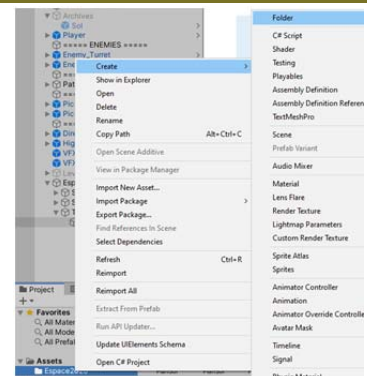 Archives
Sol
Player
===== ENEMIES =====
Enemy_Turret
Create
Show in Explorer
Open
Delete
Rename
Copy Path Alt+Ctrl+C
Open Scene Additive
View in Package Manager
Import New Asset...
Import Package
Export Package...
Find References In Scene
Select Dependencies
Refresh Ctrl+R
Reimport
Reimport All
Extract From Prefab
Run API Updater...
Update UIElements Schema
Open C# Project
Folder
C# Script
Shader
Testing
Playables
Assembly Definition
Assembly Definition Referen
TextMeshPro
Scene
Prefab Variant
Audio Mixer
Material
Lens Flare
Render Texture
Lightmap Parameters
Custom Render Texture
Sprite Atlas
Sprites
Animator Controller
Animation
Animator Override Controlle
Avatar Mask
Timeline
Signal
Project
Favorites
All Mater
All Mode
All Prefal
Assets